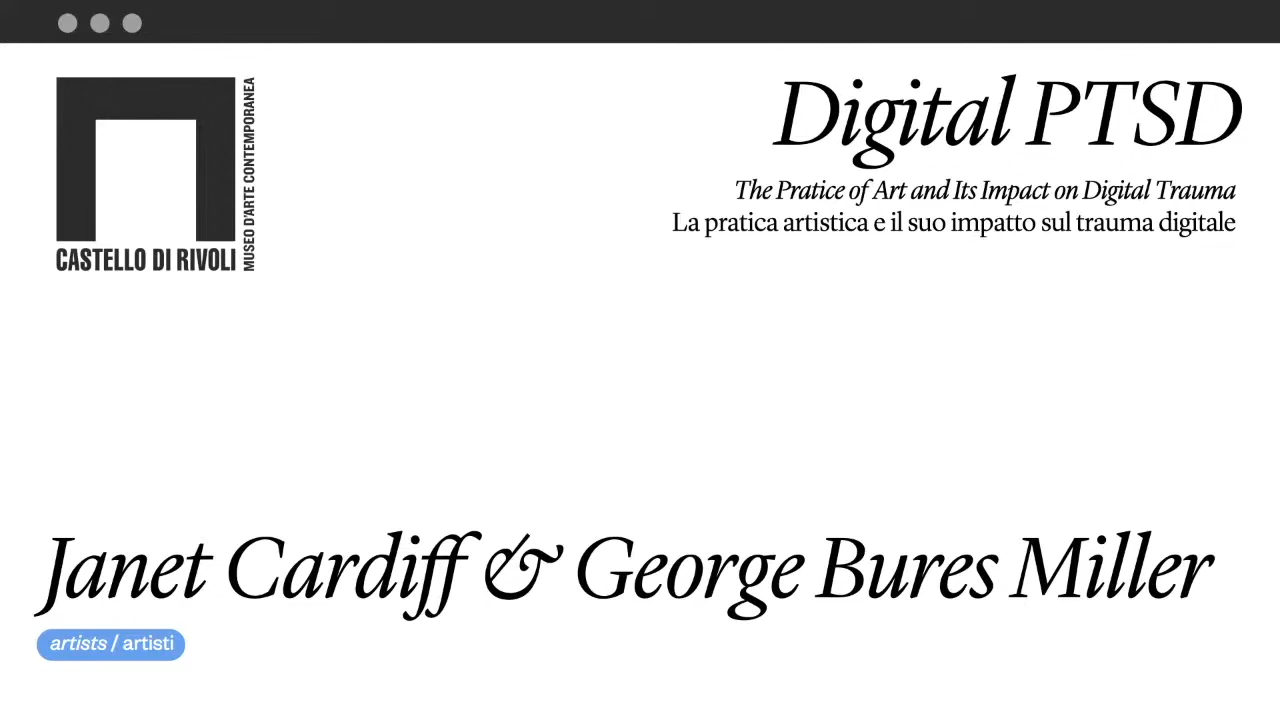 CASTELLO DI RIVOLI
MUSEO D'ARTE CONTEMPORANEA
Digital PTSD
The Pratice of Art and Its Impact on Digital Trauma
La pratica artistica e il suo impatto sul trauma digitale
Janet Cardiff & George Bures Miller
artists / artisti